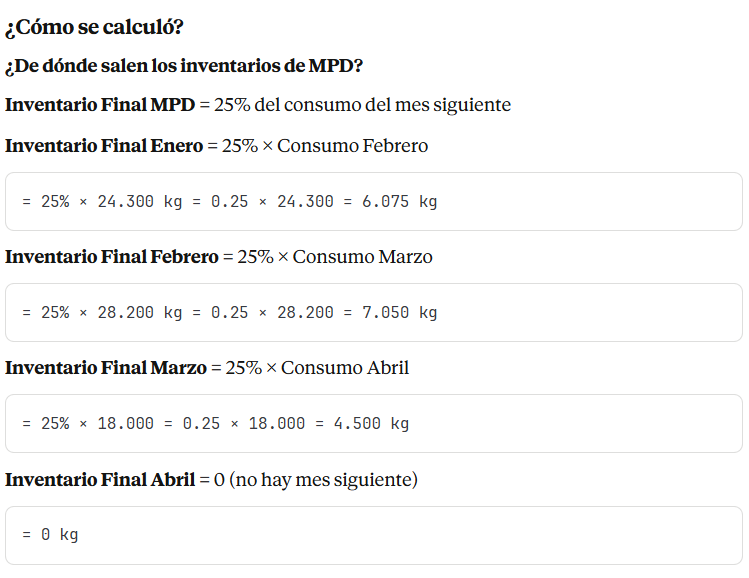 ¿Cómo se calculó?
¿De dónde salen los inventarios de MPD?
Inventario Final MPD = 25% del consumo del mes siguiente
Inventario Final Enero = 25% × Consumo Febrero
= 25% × 24.300 kg = 0.25 × 24.300 = 6.075 kg
Inventario Final Febrero = 25% × Consumo Marzo
= 25% × 28.200 kg = 0.25 × 28.200 = 7.050 kg
Inventario Final Marzo = 25% × Consumo Abril
= 25% × 18.000 = 0.25 × 18.000 = 4.500 kg
Inventario Final Abril = 0 (no hay mes siguiente)
= 0 kg